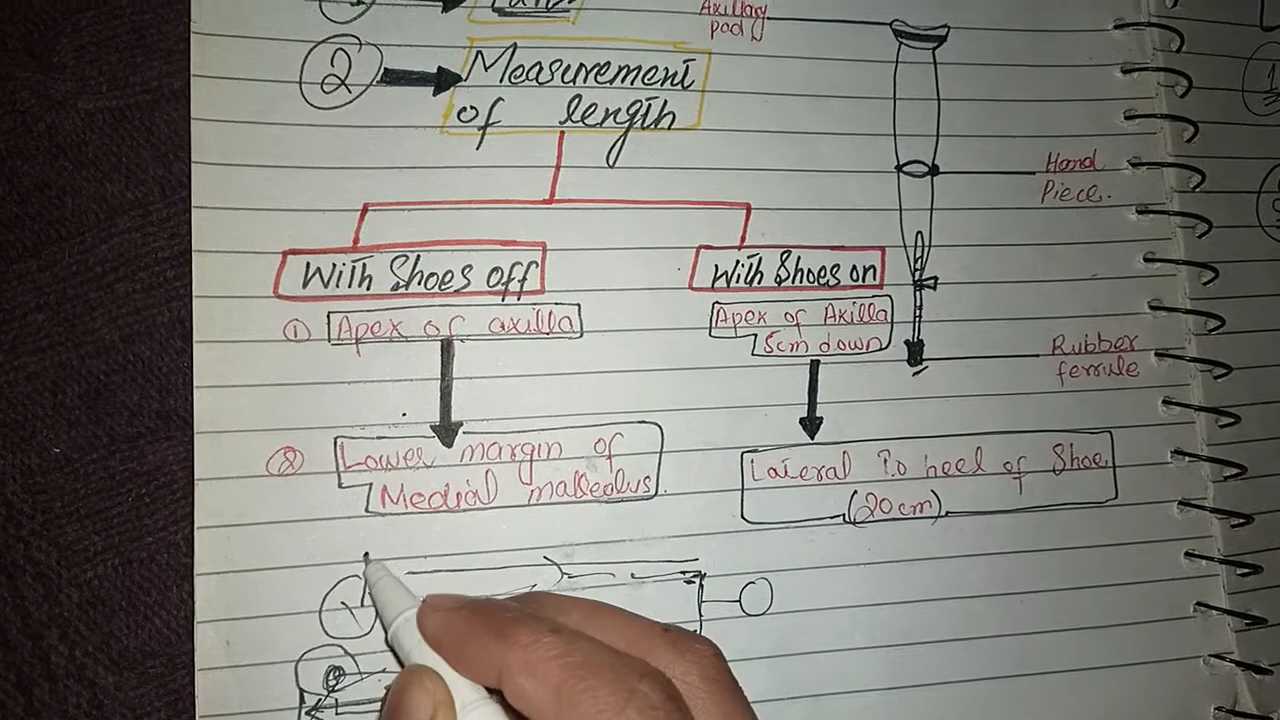 Axillary
pad
2
Measurement
of length
Hand
Piece.
With Shoes off
With Shoes on
① Apex of axilla
Apex of Axilla
5cm down
Rubber
ferrule
② Lower margin of
Medial malleolus.
Lateral to heel of Shoe.
(20cm)